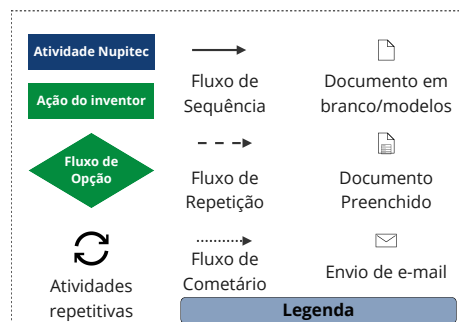 Atividade Nupitec
Ação do inventor
Fluxo de
Opção
Atividades
repetitivas
Fluxo de
Sequência
Fluxo de
Repetição
Fluxo de
Cometário
Documento em
branco/modelos
Documento
Preenchido
Envio de e-mail
Legenda